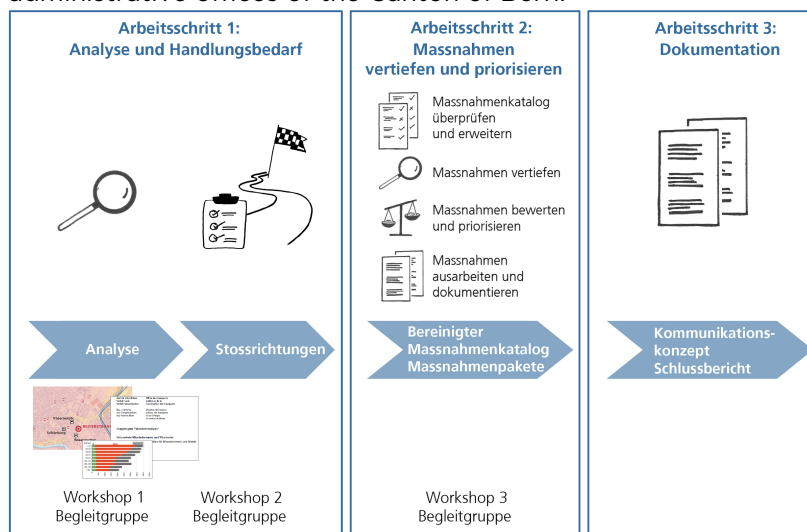 administrative offices of the Canton of Bern.
Arbeitsschritt 1:
Analyse und Handlungsbedarf
Analyse
Stossrichtungen
Workshop 1
Begleitgruppe
Workshop 2
Begleitgruppe
Arbeitsschritt 2:
Massnahmen
vertiefen und priorisieren
Massnahmenkatalog
überprüfen
und erweitern
Massnahmen vertiefen
Massnahmen bewerten
und priorisieren
Massnahmen
ausarbeiten und
dokumentieren
Bereinigter
Massnahmenkatalog
Massnahmenpakete
Workshop 3
Begleitgruppe
Arbeitsschritt 3:
Dokumentation
Kommunikations-
konzept
Schlussbericht